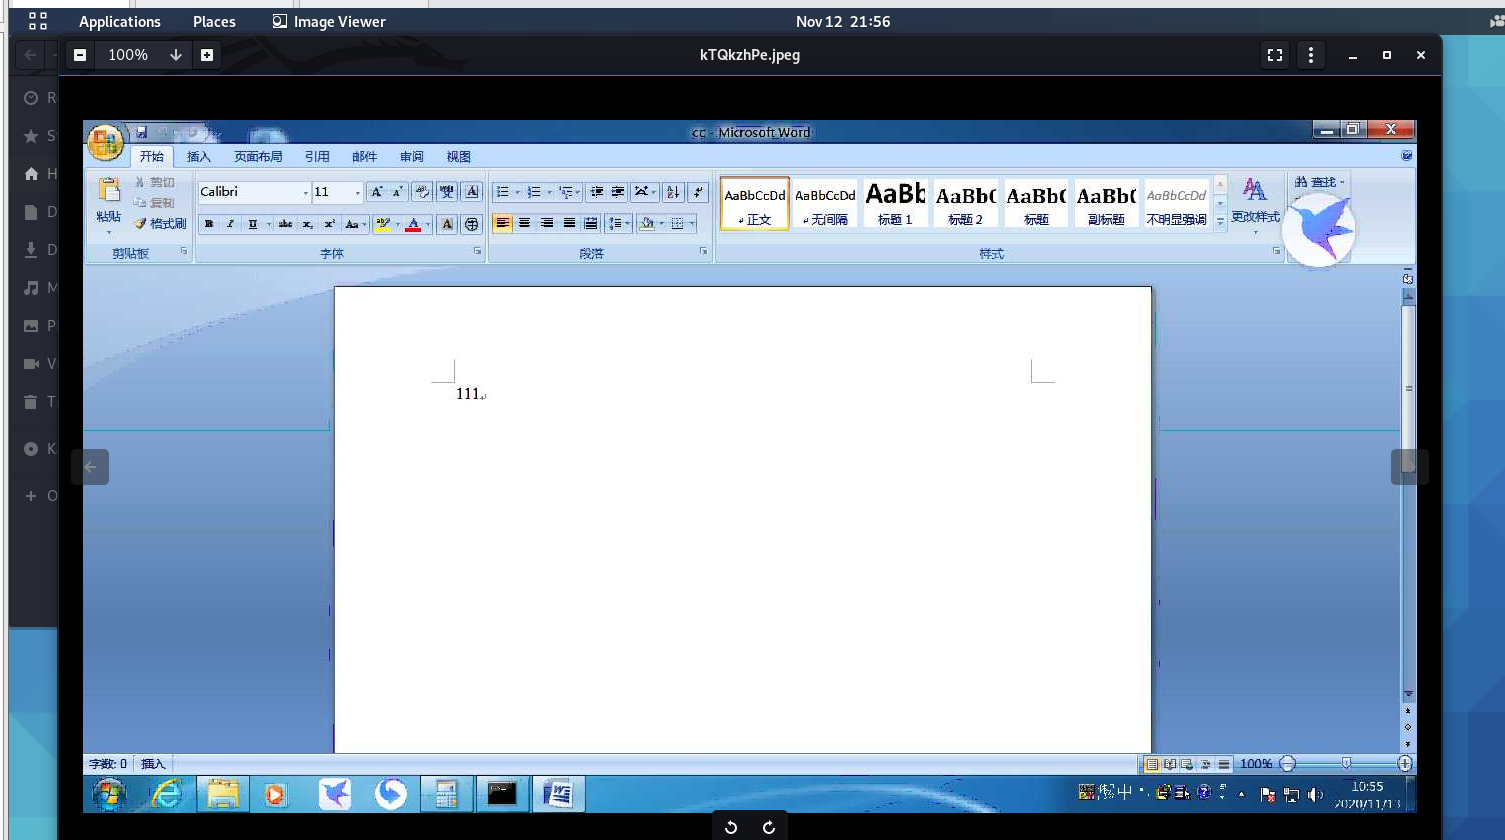 Applications Places Image Viewer Nov 12 21:56
100% kTQkzhPe.jpeg
cc - Microsoft Word
开始 插入 页面布局 引用 邮件 审阅 视图
粘贴 剪切 复制 格式刷
Calibri 11
B I U abc x₂ x² Aa
AaBbCcDd AaBbCcDd AaBb AaBbC AaBbC AaBbC AaBbCcDd
正文 无间隔 标题 1 标题 2 标题 副标题 不明显强调
更改样式 查找
剪贴板 字体 段落 样式
R
S
H
D
D
M
P
V
T
K
O
111
字数: 0 插入 100%
中 10:55
2020/11/13